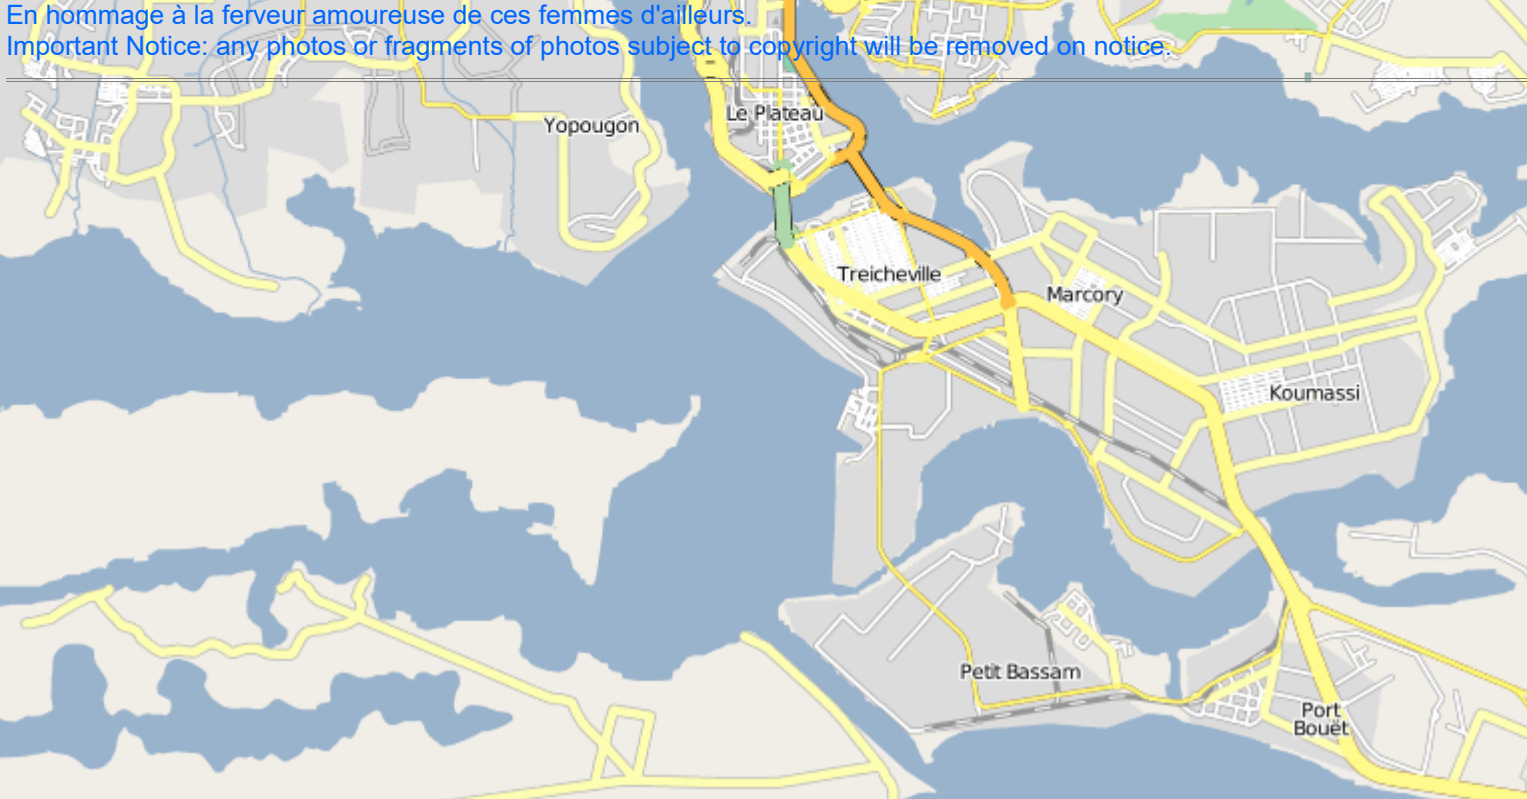 En hommage à la ferveur amoureuse de ces femmes d'ailleurs.
Important Notice: any photos or fragments of photos subject to copyright will be removed on notice.
Le Plateau
Yopougon
Treicheville
Marcory
Koumassi
Petit Bassam
Port
Bouët